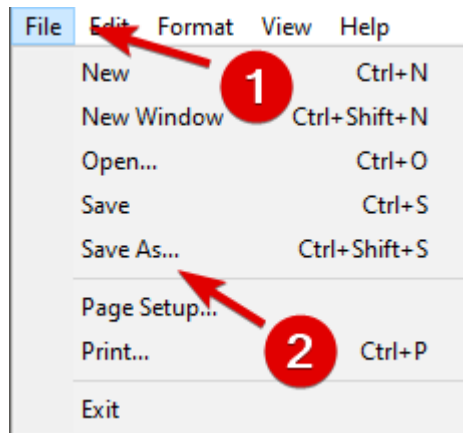 File Edit Format View Help
New Ctrl+N
1
New Window Ctrl+Shift+N
Open... Ctrl+O
Save Ctrl+S
Save As... Ctrl+Shift+S
Page Setup...
Print... 2 Ctrl+P
Exit